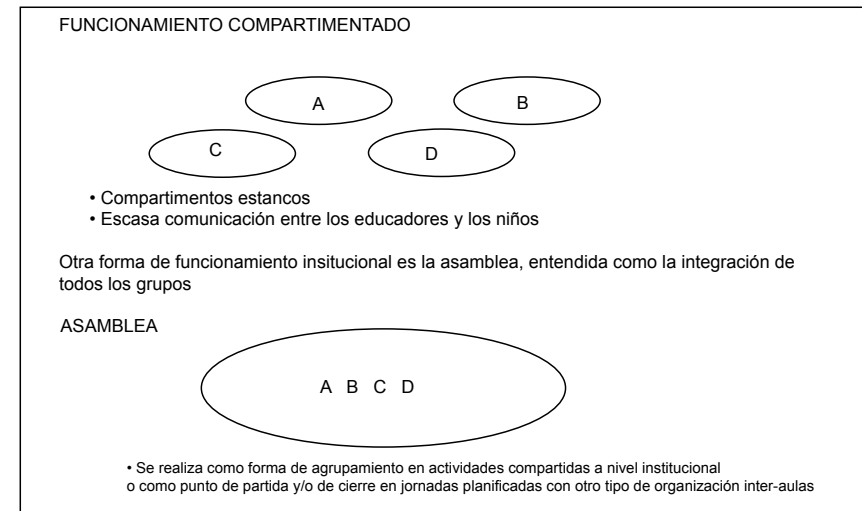 FUNCIONAMIENTO COMPARTIMENTADO
A
B
C
D
• Compartimentos estancos
• Escasa comunicación entre los educadores y los niños
Otra forma de funcionamiento insitucional es la asamblea, entendida como la integración de
todos los grupos
ASAMBLEA
A B C D
• Se realiza como forma de agrupamiento en actividades compartidas a nivel institucional
o como punto de partida y/o de cierre en jornadas planificadas con otro tipo de organización inter-aulas